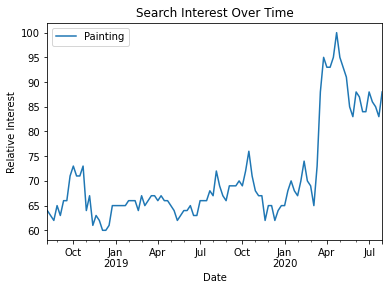 Search Interest Over Time
Painting
Relative Interest
100
95
90
85
80
75
70
65
60
Oct Jan Apr Jul Oct Jan Apr Jul
2019 2020
Date